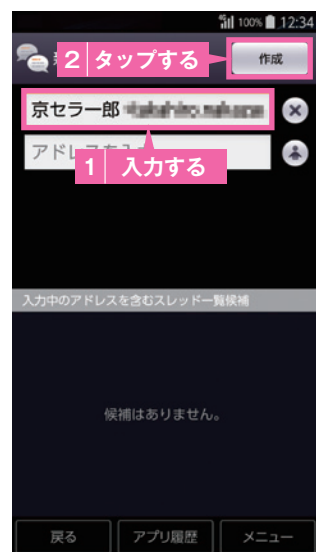 100% 12:34
2 タップする
作成
京セラ一郎
アドレスを入
1 入力する
入力中のアドレスを含むスレッド一覧候補
候補はありません。
戻る
アプリ履歴
メニュー